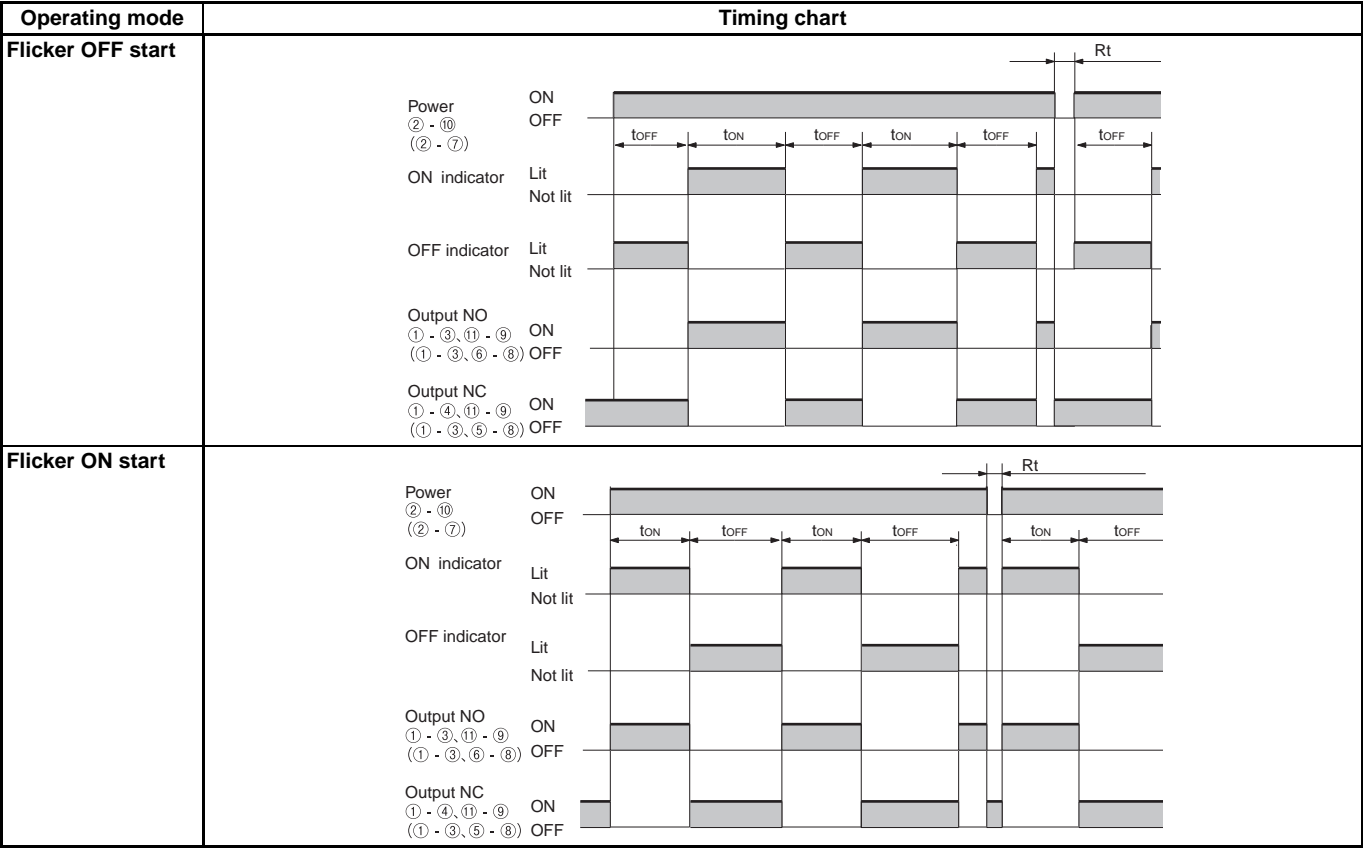 Operating mode Timing chart
Flicker OFF start
Rt
Power
② - ⑩
(② - ⑦)
ON
OFF
tOFF tON tOFF tON tOFF tOFF
ON indicator Lit
Not lit
OFF indicator Lit
Not lit
Output NO
① - ③、⑪ - ⑨ ON
(① - ③、⑥ - ⑧) OFF
Output NC
① - ④、⑪ - ⑨ ON
(① - ③、⑤ - ⑧) OFF
Flicker ON start
Rt
Power
② - ⑩
(② - ⑦)
ON
OFF
tON tOFF tON tOFF tON tOFF
ON indicator
Lit
Not lit
OFF indicator
Lit
Not lit
Output NO
① - ③、⑪ - ⑨ ON
(① - ③、⑥ - ⑧) OFF
Output NC
① - ④、⑪ - ⑨ ON
(① - ③、⑤ - ⑧) OFF